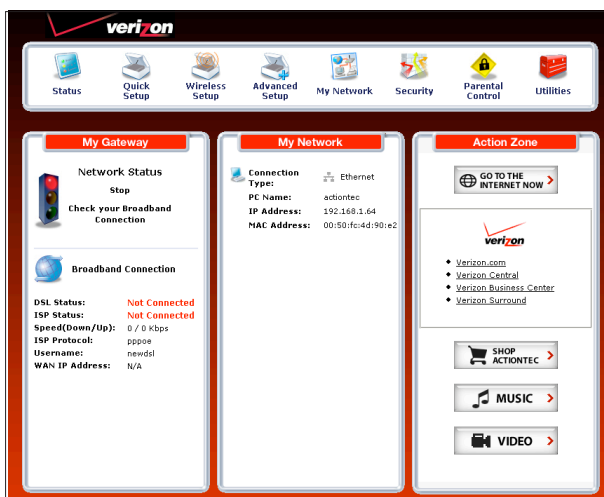 verizon
Status
Quick
Setup
Wireless
Setup
Advanced
Setup
My Network
Security
Parental
Control
Utilities
My Gateway
Network Status
Stop
Check your Broadband
Connection
Broadband Connection
DSL Status: Not Connected
ISP Status: Not Connected
Speed(Down/Up): 0 / 0 Kbps
ISP Protocol: pppoe
Username: newdsl
WAN IP Address: N/A
My Network
Connection
Type: Ethernet
PC Name: actiontec
IP Address: 192.168.1.64
MAC Address: 00:50:fc:4d:90:e2
Action Zone
GO TO THE
INTERNET NOW
verizon
Verizon.com
Verizon Central
Verizon Business Center
Verizon Surround
SHOP
ACTIONTEC
MUSIC
VIDEO